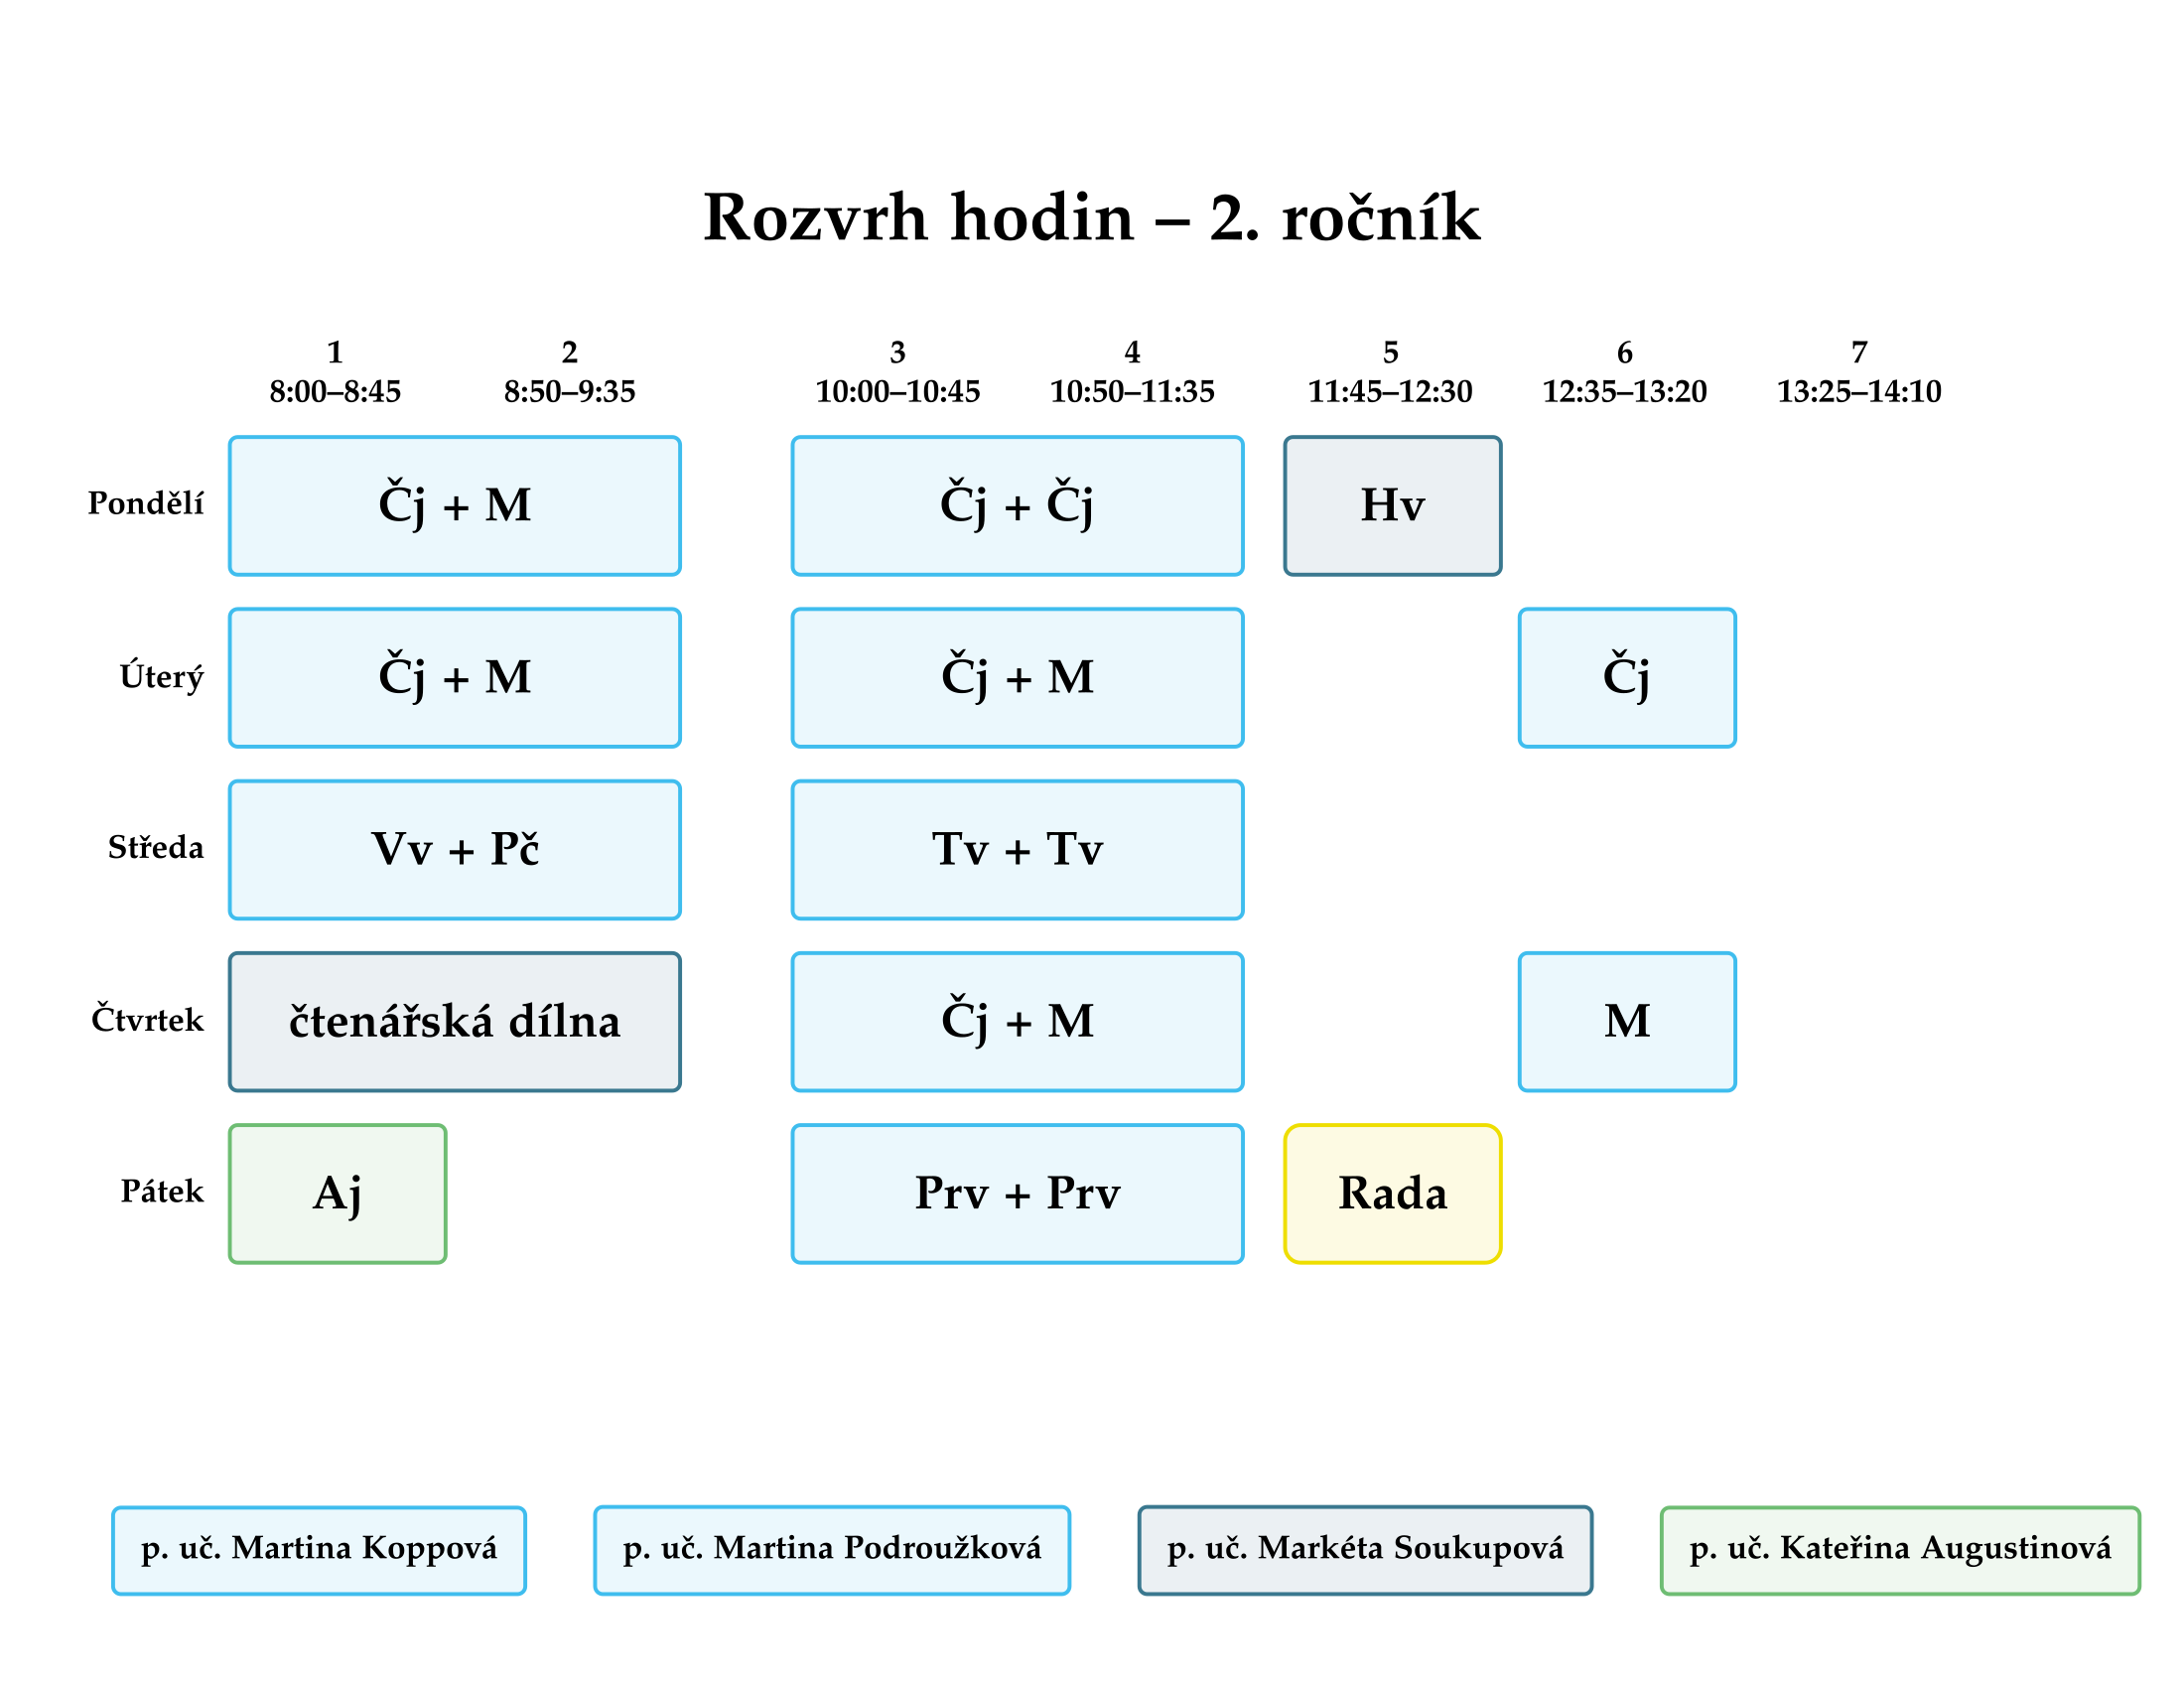 Rozvrh hodin – 2. ročník
1 2 3 4 5 6 7
8:00–8:45 8:50–9:35 10:00–10:45 10:50–11:35 11:45–12:30 12:35–13:20 13:25–14:10
Pondělí Čj + M Čj + Čj Hv
Úterý Čj + M Čj + M Čj
Středa Vv + Pč Tv + Tv
Čtvrtek čtenářská dílna Čj + M M
Pátek Aj Prv + Prv Rada
p. uč. Martina Koppová p. uč. Martina Podroužková p. uč. Markéta Soukupová p. uč. Kateřina Augustinová